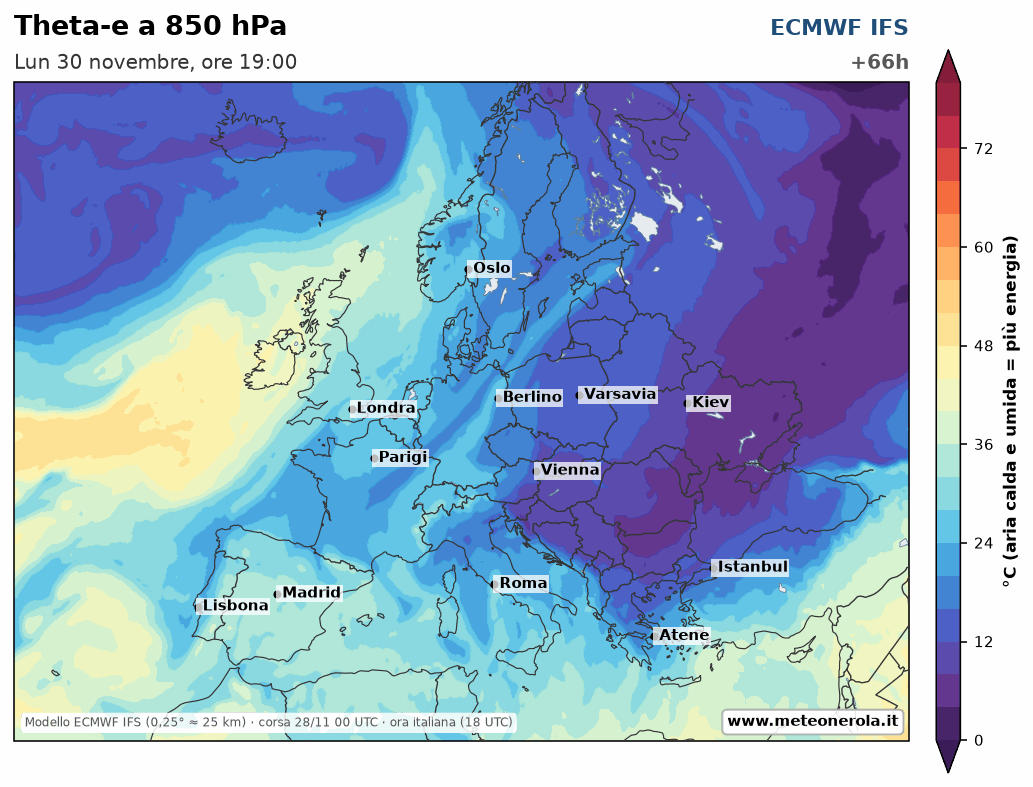 Theta-e a 850 hPa
ECMWF IFS
Lun 30 novembre, ore 19:00
+66h
Oslo
Berlino
Varsavia
Kiev
Londra
Parigi
Vienna
Istanbul
Roma
Madrid
Lisbona
Atene
Modello ECMWF IFS (0,25° ≈ 25 km) · corsa 28/11 00 UTC · ora italiana (18 UTC)
www.meteonerola.it
72
60
48
36
24
12
0
°C (aria calda e umida = più energia)